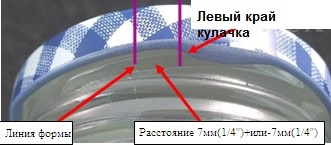 Левый край
кулачка
Линия формы
Расстояние 7мм(1/4")+или-7мм(1/4")